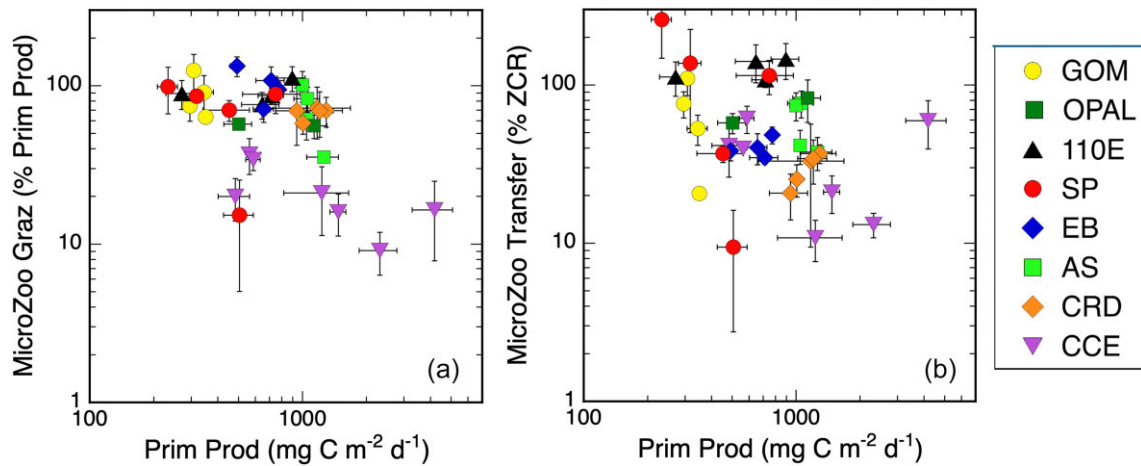 MicroZoo Graz (% Prim Prod)
100
10
1
100
1000
Prim Prod (mg C m⁻² d⁻¹)
(a)
MicroZoo Transfer (% ZCR)
100
10
1
100
1000
Prim Prod (mg C m⁻² d⁻¹)
(b)
GOM
OPAL
110E
SP
EB
AS
CRD
CCE